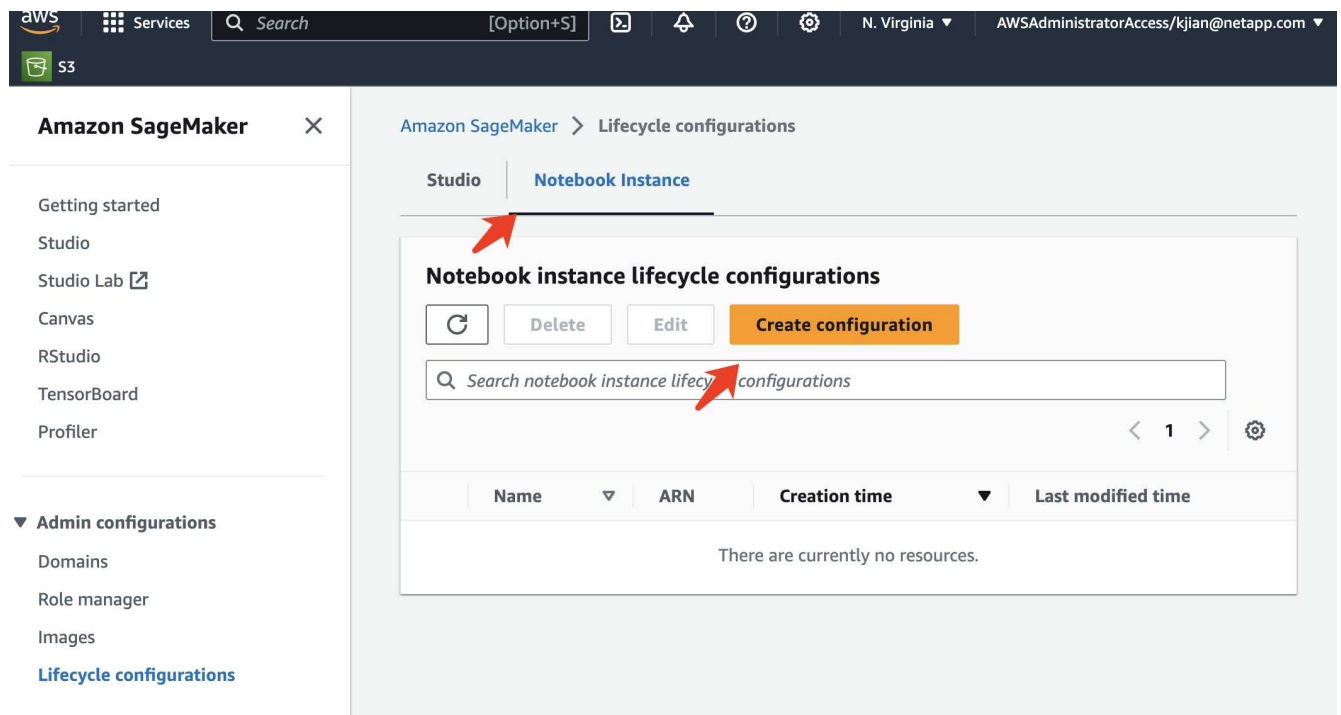 aws Services Search [Option+S] N. Virginia ▼ AWSAdministratorAccess/kjian@netapp.com ▼
S3
Amazon SageMaker
Getting started
Studio
Studio Lab
Canvas
RStudio
TensorBoard
Profiler
▼ Admin configurations
Domains
Role manager
Images
Lifecycle configurations
Amazon SageMaker > Lifecycle configurations
Studio Notebook Instance
Notebook instance lifecycle configurations
Delete Edit Create configuration
Search notebook instance lifecycle configurations
< 1 >
Name ARN Creation time Last modified time
There are currently no resources.